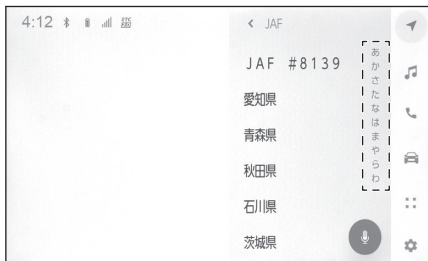 4:12
JAF
JAF #8139
愛知県
青森県
秋田県
石川県
茨城県
あ
か
さ
た
な
は
ま
や
ら
わ